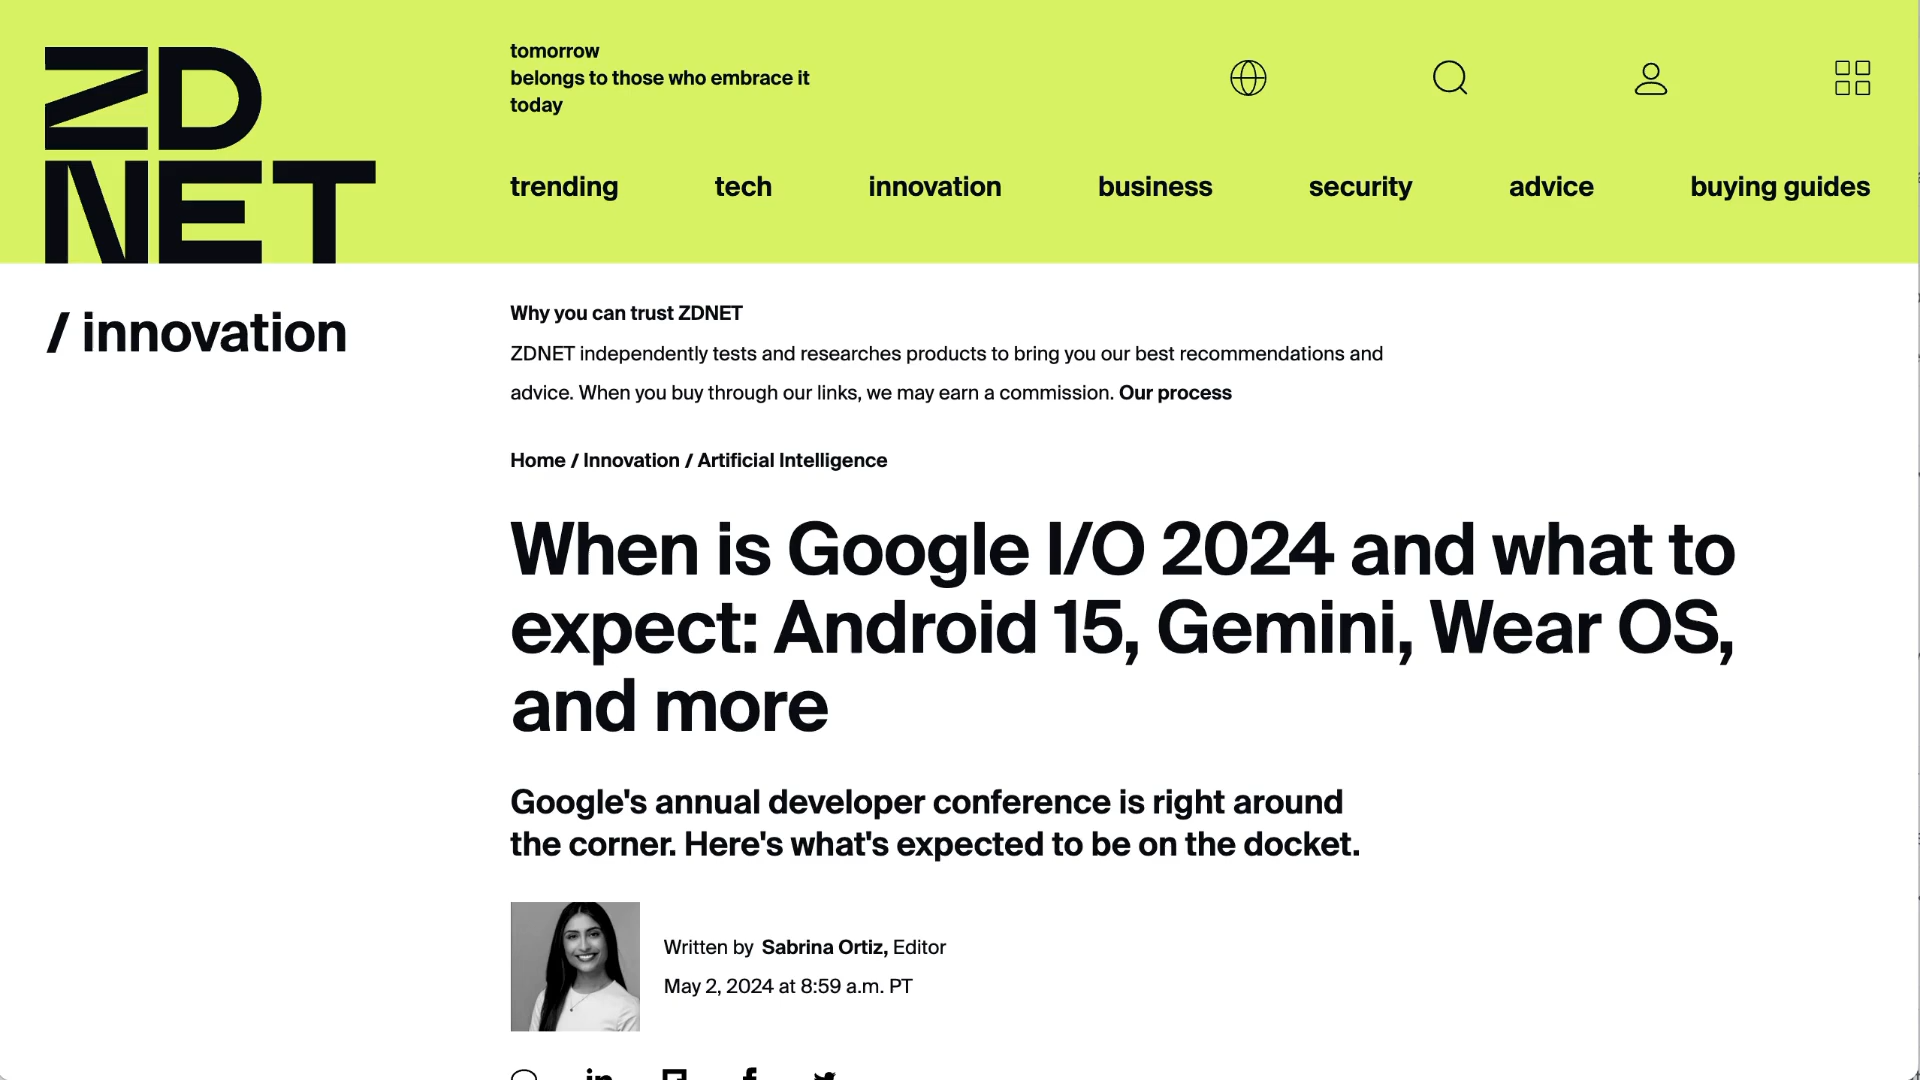 ZD
NET
tomorrow
belongs to those who embrace it
today
trending tech innovation business security advice buying guides
/ innovation
Why you can trust ZDNET
ZDNET independently tests and researches products to bring you our best recommendations and
advice. When you buy through our links, we may earn a commission. Our process
Home / Innovation / Artificial Intelligence
When is Google I/O 2024 and what to
expect: Android 15, Gemini, Wear OS,
and more
Google's annual developer conference is right around
the corner. Here's what's expected to be on the docket.
Written by Sabrina Ortiz, Editor
May 2, 2024 at 8:59 a.m. PT